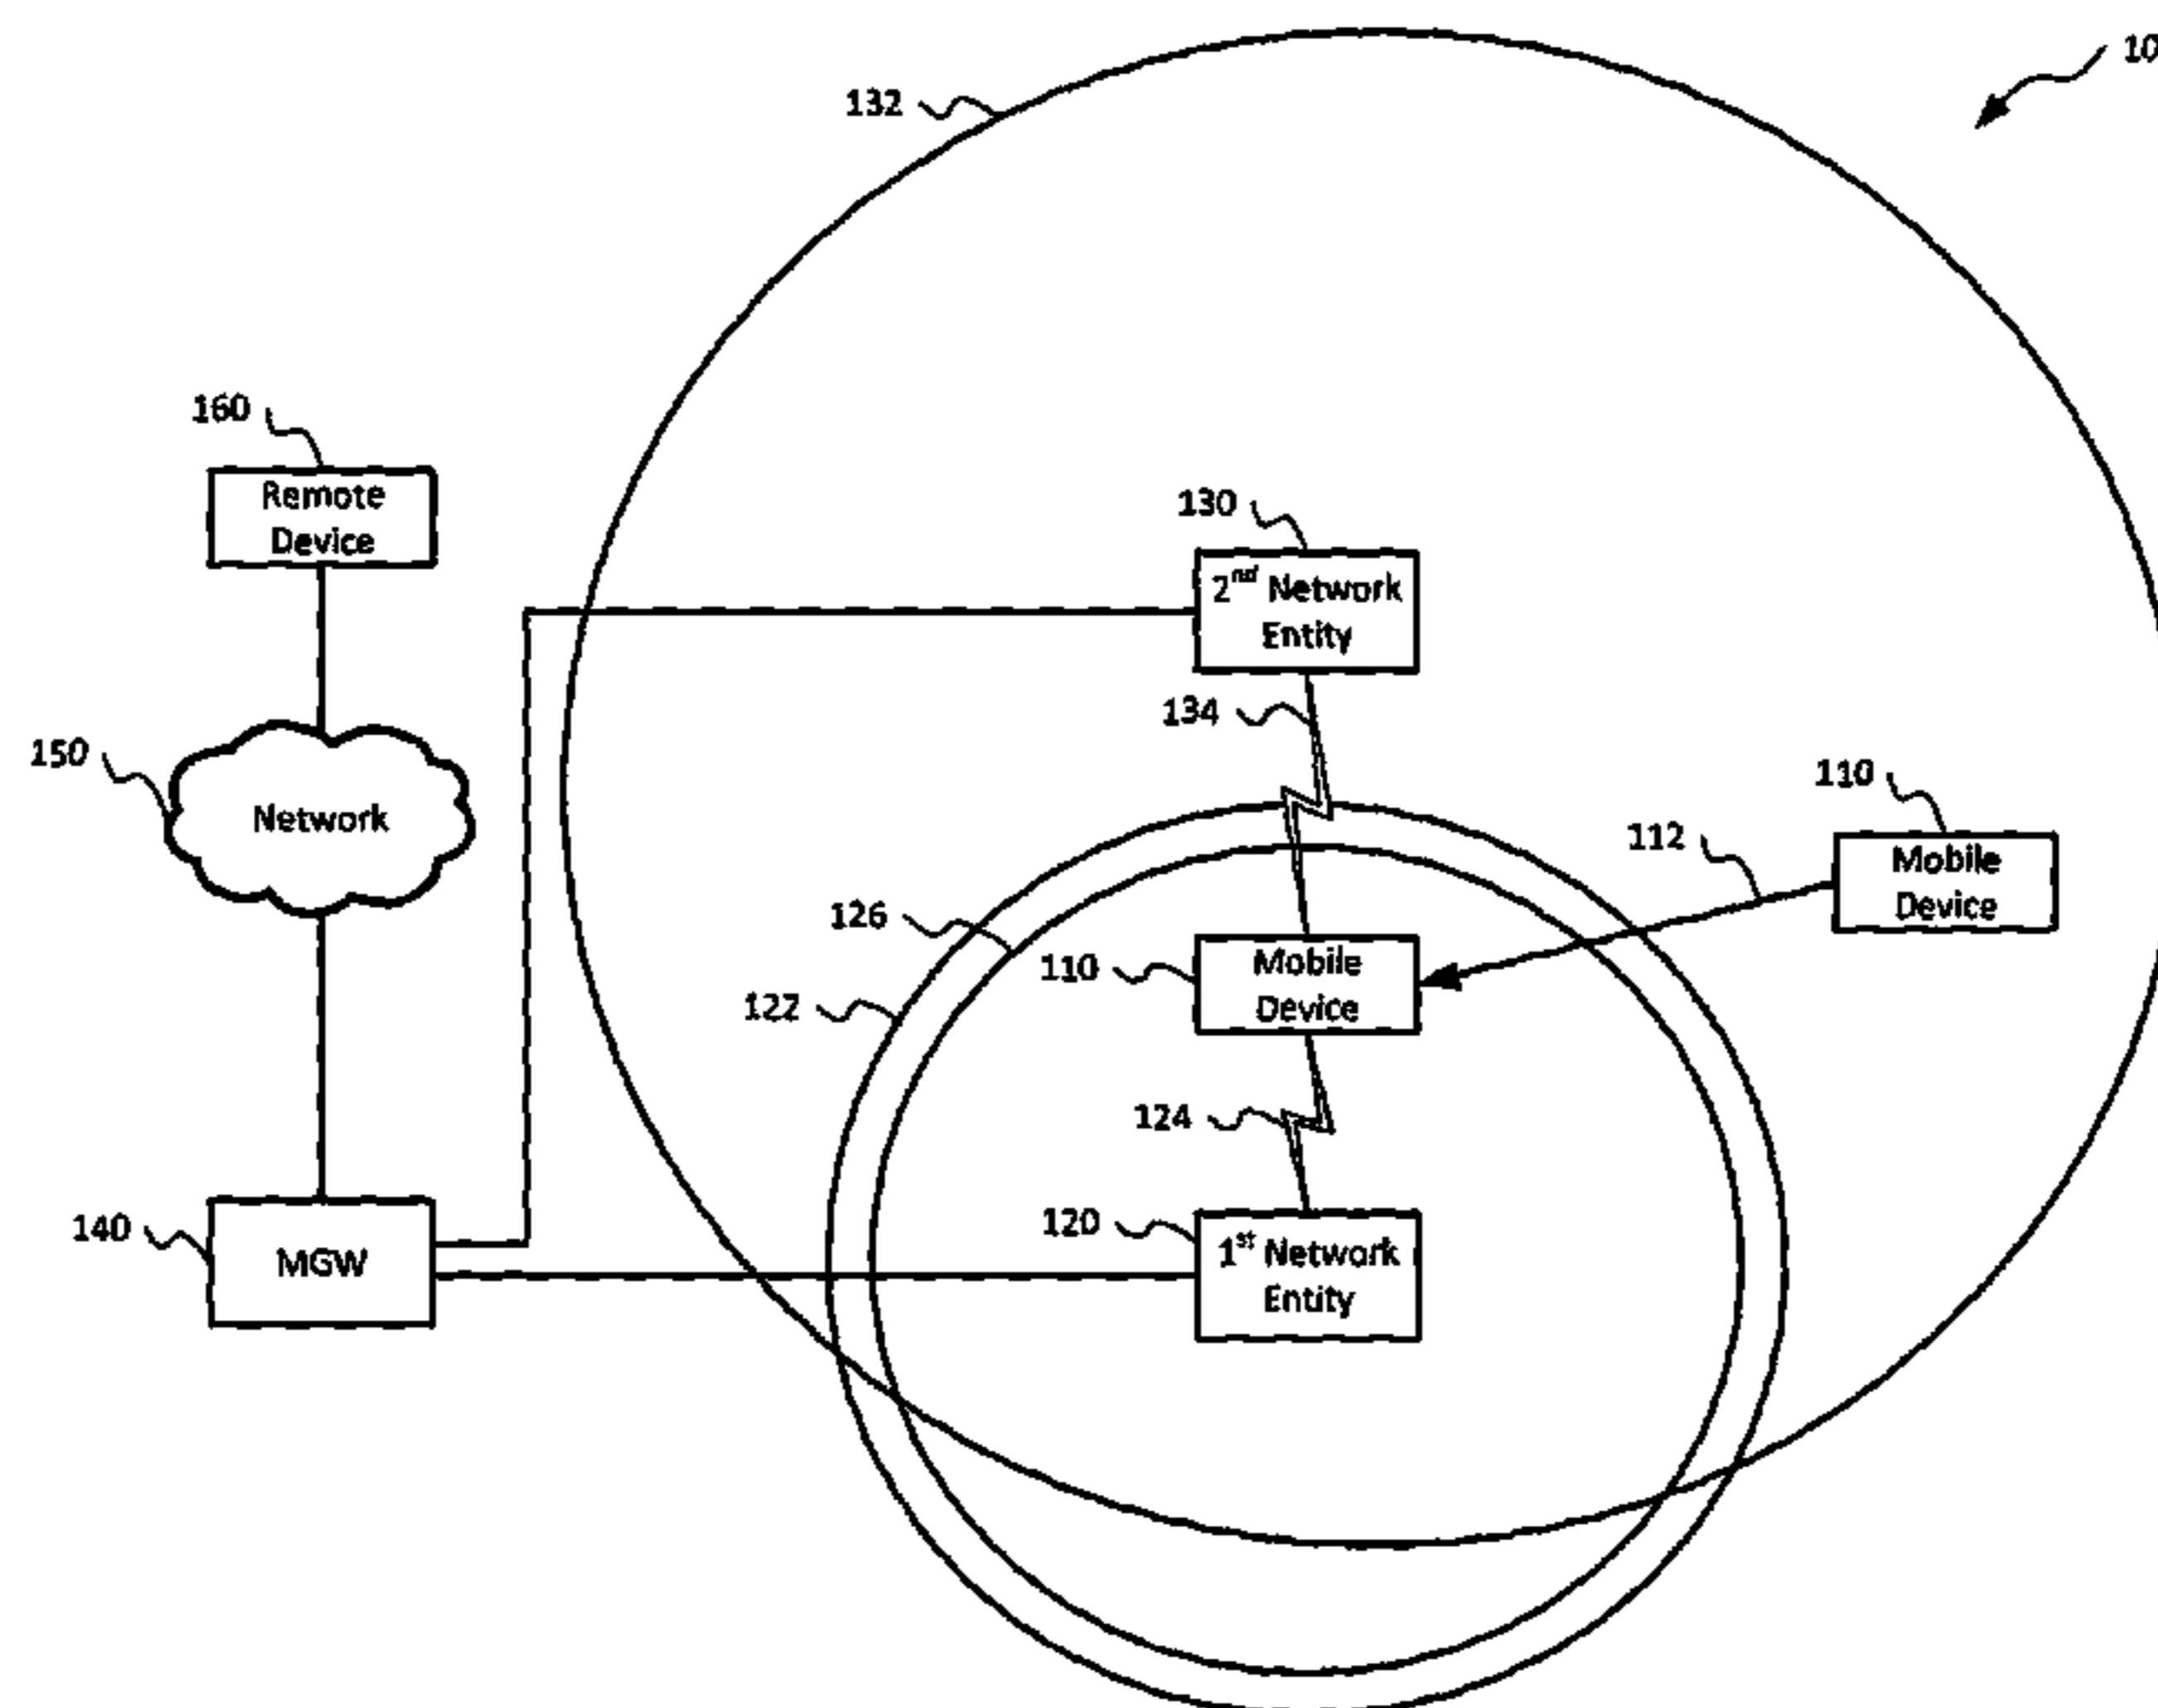 10
132
160
Remote
Device
130
2nd Network
Entity
134
150
Network
110
Mobile
Device
112
126
110
Mobile
Device
122
124
140
MGW
120
1st Network
Entity